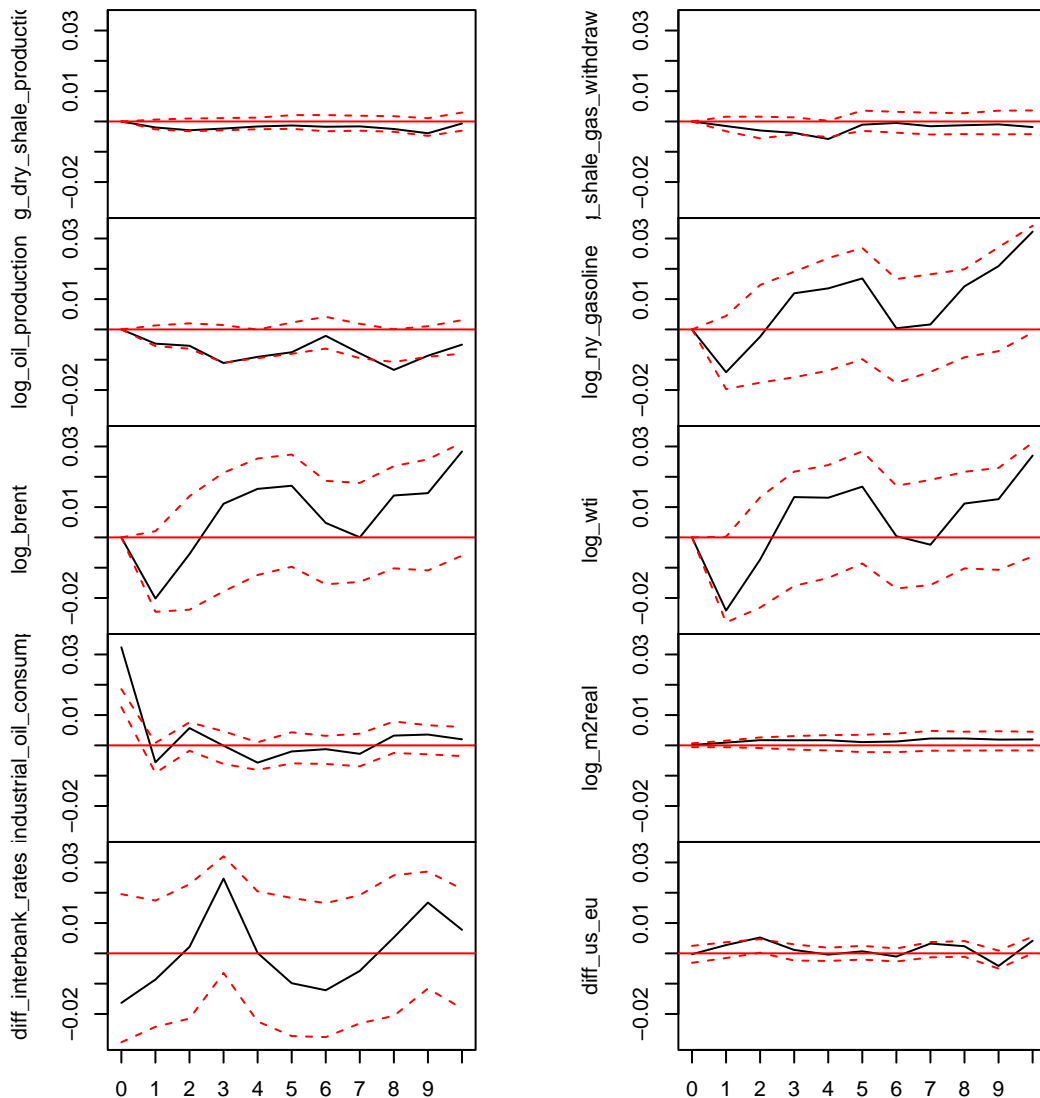 g_dry_shale_productio
−0.02 0.01 0.03
_shale_gas_withdraw
−0.02 0.01 0.03
log_oil_production
−0.02 0.01 0.03
log_ny_gasoline
−0.02 0.01 0.03
log_brent
−0.02 0.01 0.03
log_wti
−0.02 0.01 0.03
industrial_oil_consump
−0.02 0.01 0.03
log_m2real
−0.02 0.01 0.03
diff_interbank_rates
−0.02 0.01 0.03
diff_us_eu
−0.02 0.01 0.03
0 1 2 3 4 5 6 7 8 9
0 1 2 3 4 5 6 7 8 9